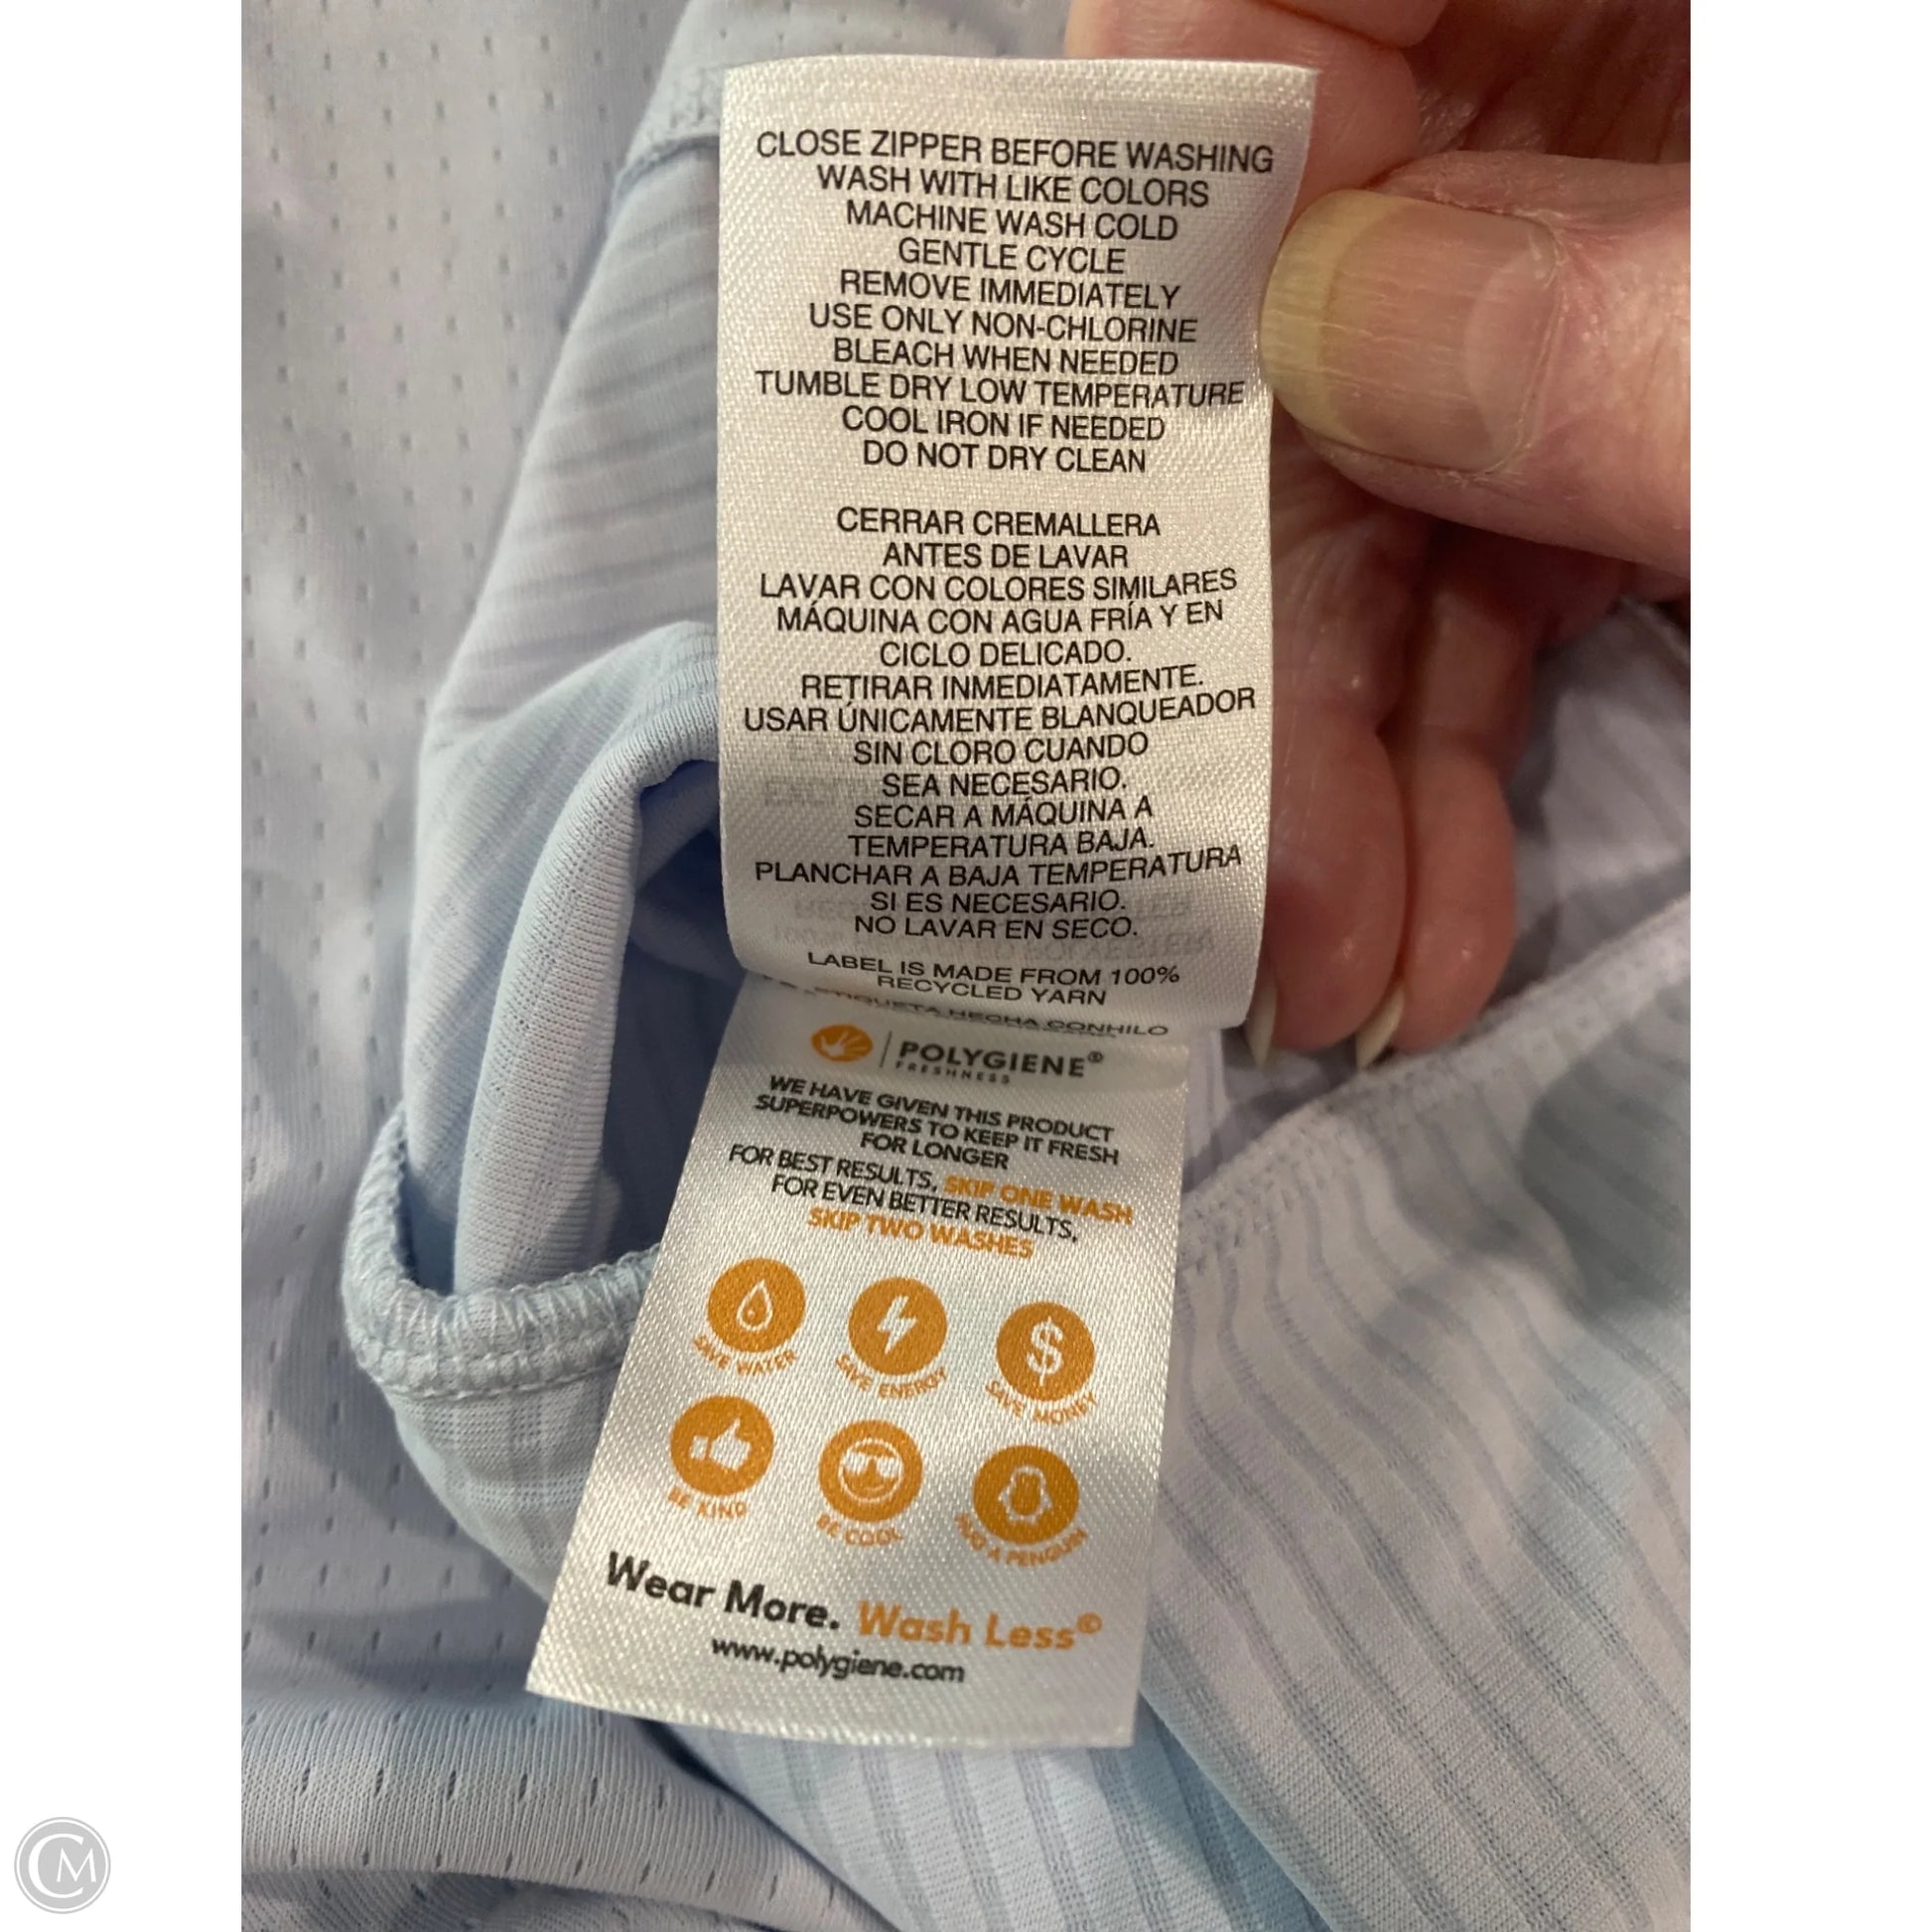 CLOSE ZIPPER BEFORE WASHING
WASH WITH LIKE COLORS
MACHINE WASH COLD
GENTLE CYCLE
REMOVE IMMEDIATELY
USE ONLY NON-CHLORINE
BLEACH WHEN NEEDED
TUMBLE DRY LOW TEMPERATURE
COOL IRON IF NEEDED
DO NOT DRY CLEAN
CERRAR CREMALLERA
ANTES DE LAVAR
LAVAR CON COLORES SIMILARES
MÁQUINA CON AGUA FRÍA Y EN
CICLO DELICADO.
RETIRAR INMEDIATAMENTE.
USAR ÚNICAMENTE BLANQUEADOR
SIN CLORO CUANDO
SEA NECESARIO.
SECAR A MÁQUINA A
TEMPERATURA BAJA.
PLANCHAR A BAJA TEMPERATURA
SI ES NECESARIO.
NO LAVAR EN SECO.
LABEL IS MADE FROM 100%
RECYCLED YARN
ETIQUETA HECHA CONHILO
POLYGIENE®
FRESHNESS
WE HAVE GIVEN THIS PRODUCT
SUPERPOWERS TO KEEP IT FRESH
FOR LONGER
FOR BEST RESULTS, SKIP ONE WASH
FOR EVEN BETTER RESULTS,
SKIP TWO WASHES
SAVE WATER SAVE ENERGY SAVE MONEY
BE KIND BE COOL HUG A PENGUIN
Wear More. Wash Less©
www.polygiene.com
CM